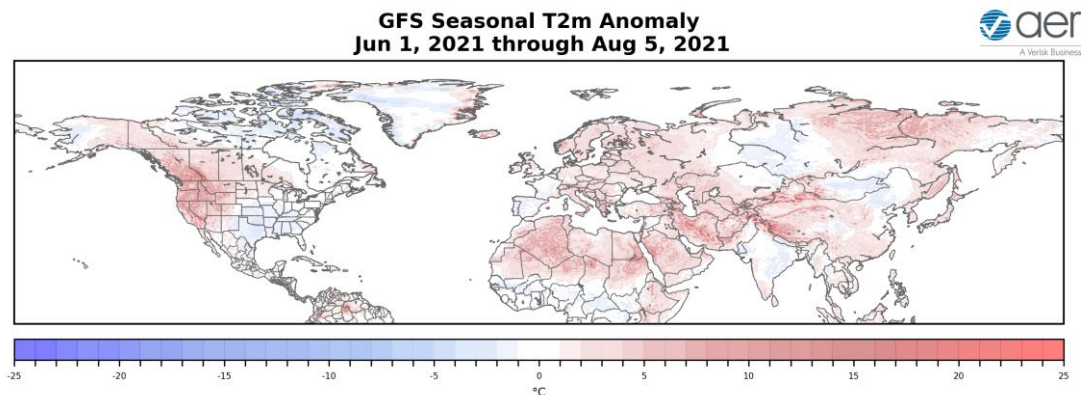 GFS Seasonal T2m Anomaly
Jun 1, 2021 through Aug 5, 2021
aer
A Verisk Business
-25 -20 -15 -10 -5 0 5 10 15 20 25
°C